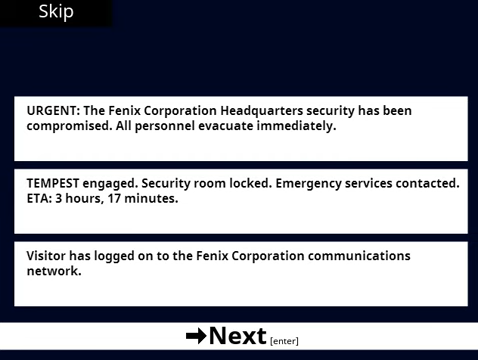 Skip
URGENT: The Fenix Corporation Headquarters security has been
compromised. All personnel evacuate immediately.
TEMPEST engaged. Security room locked. Emergency services contacted.
ETA: 3 hours, 17 minutes.
Visitor has logged on to the Fenix Corporation communications
network.
➡Next [enter]